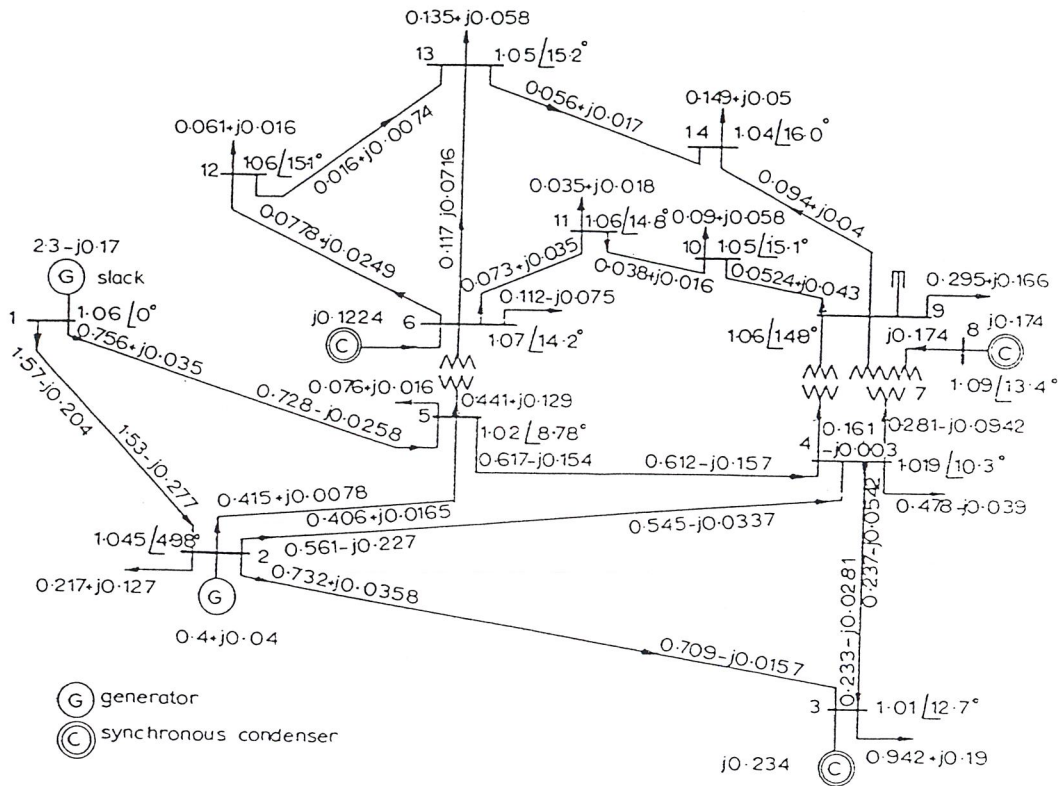 0·135+j0·058
13
1·05∠15·2°
0·056+j0·017
0·149+j0·05
14
1·04∠16·0°
0·061+j0·016
12
1·06∠15·1°
0·016+j0·0074
0·117 j0·0716
0·094+j0·04
0·035+j0·018
11
1·06∠14·8°
0·09+j0·058
10
1·05∠15·1°
0·0778+j0·0249
0·073+j0·035
0·038+j0·016
0·0524+j0·043
2·3-j0·17
G
slack
1
1·06∠0°
0·756+j0·035
j0·1224
C
6
0·112-j0·075
1·07∠14·2°
0·295+j0·166
9
1·06∠148°
j0·174
8
j0·174
C
1·09∠13·4°
7
1·57-j0·204
0·728-j0·0258
0·076+j0·016
5
0·441+j0·129
1·02∠8·78°
0·161
-j0·003
0·281-j0·0942
4
1·019∠10·3°
0·617-j0·154
0·612-j0·157
0·478-j0·039
1·53-j0·277
0·415+j0·0078
0·406+j0·0165
0·545-j0·0337
0·237-j0·0542
1·045∠4·98°
2
0·561-j0·227
0·217+j0·127
G
0·4+j0·04
0·732+j0·0358
0·709-j0·0157
0·233-j0·0281
3
1·01∠12·7°
j0·234
C
0·942+j0·19
G generator
C synchronous condenser